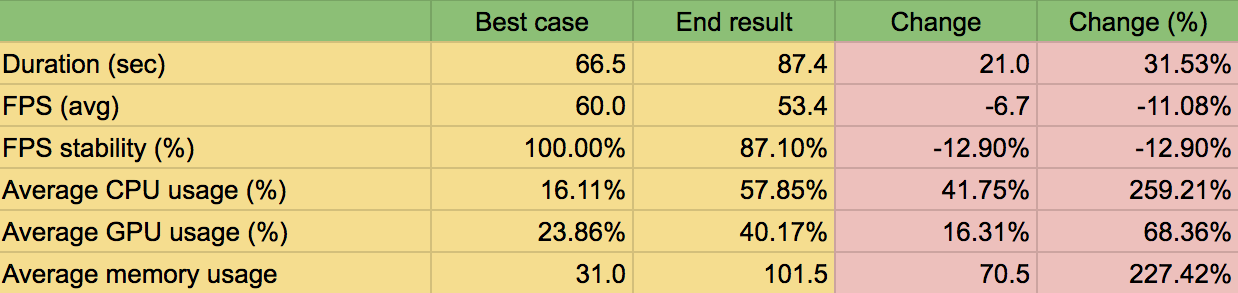 Best case End result Change Change (%)
Duration (sec) 66.5 87.4 21.0 31.53%
FPS (avg) 60.0 53.4 -6.7 -11.08%
FPS stability (%) 100.00% 87.10% -12.90% -12.90%
Average CPU usage (%) 16.11% 57.85% 41.75% 259.21%
Average GPU usage (%) 23.86% 40.17% 16.31% 68.36%
Average memory usage 31.0 101.5 70.5 227.42%